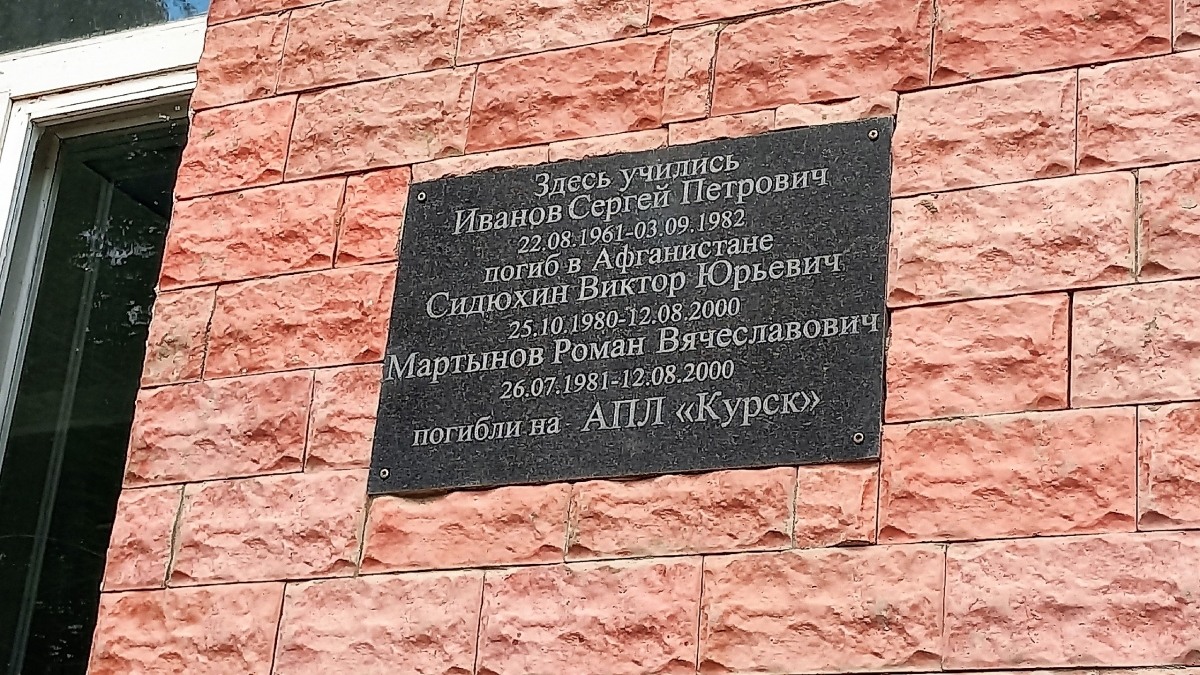 Здесь учились
Иванов Сергей Петрович
22.08.1961-03.09.1982
погиб в Афганистане
Сидюхин Виктор Юрьевич
25.10.1980-12.08.2000
Мартынов Роман Вячеславович
26.07.1981-12.08.2000
погибли на АПЛ «Курск»